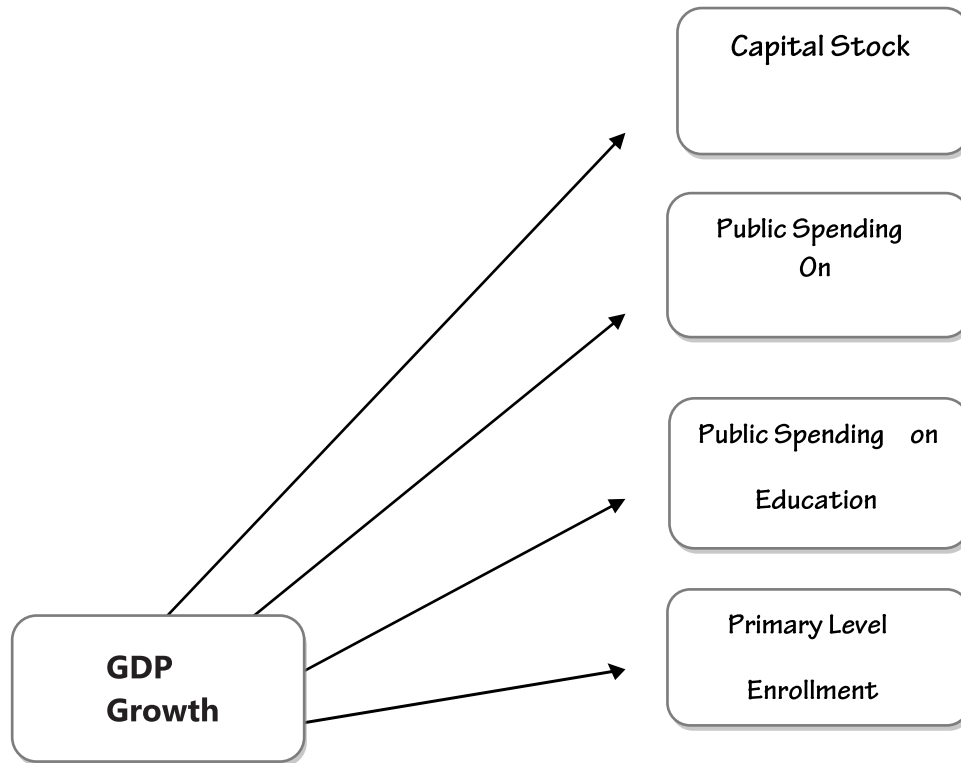 Capital Stock
Public Spending
On
Public Spending on
Education
Primary Level
Enrollment
GDP
Growth